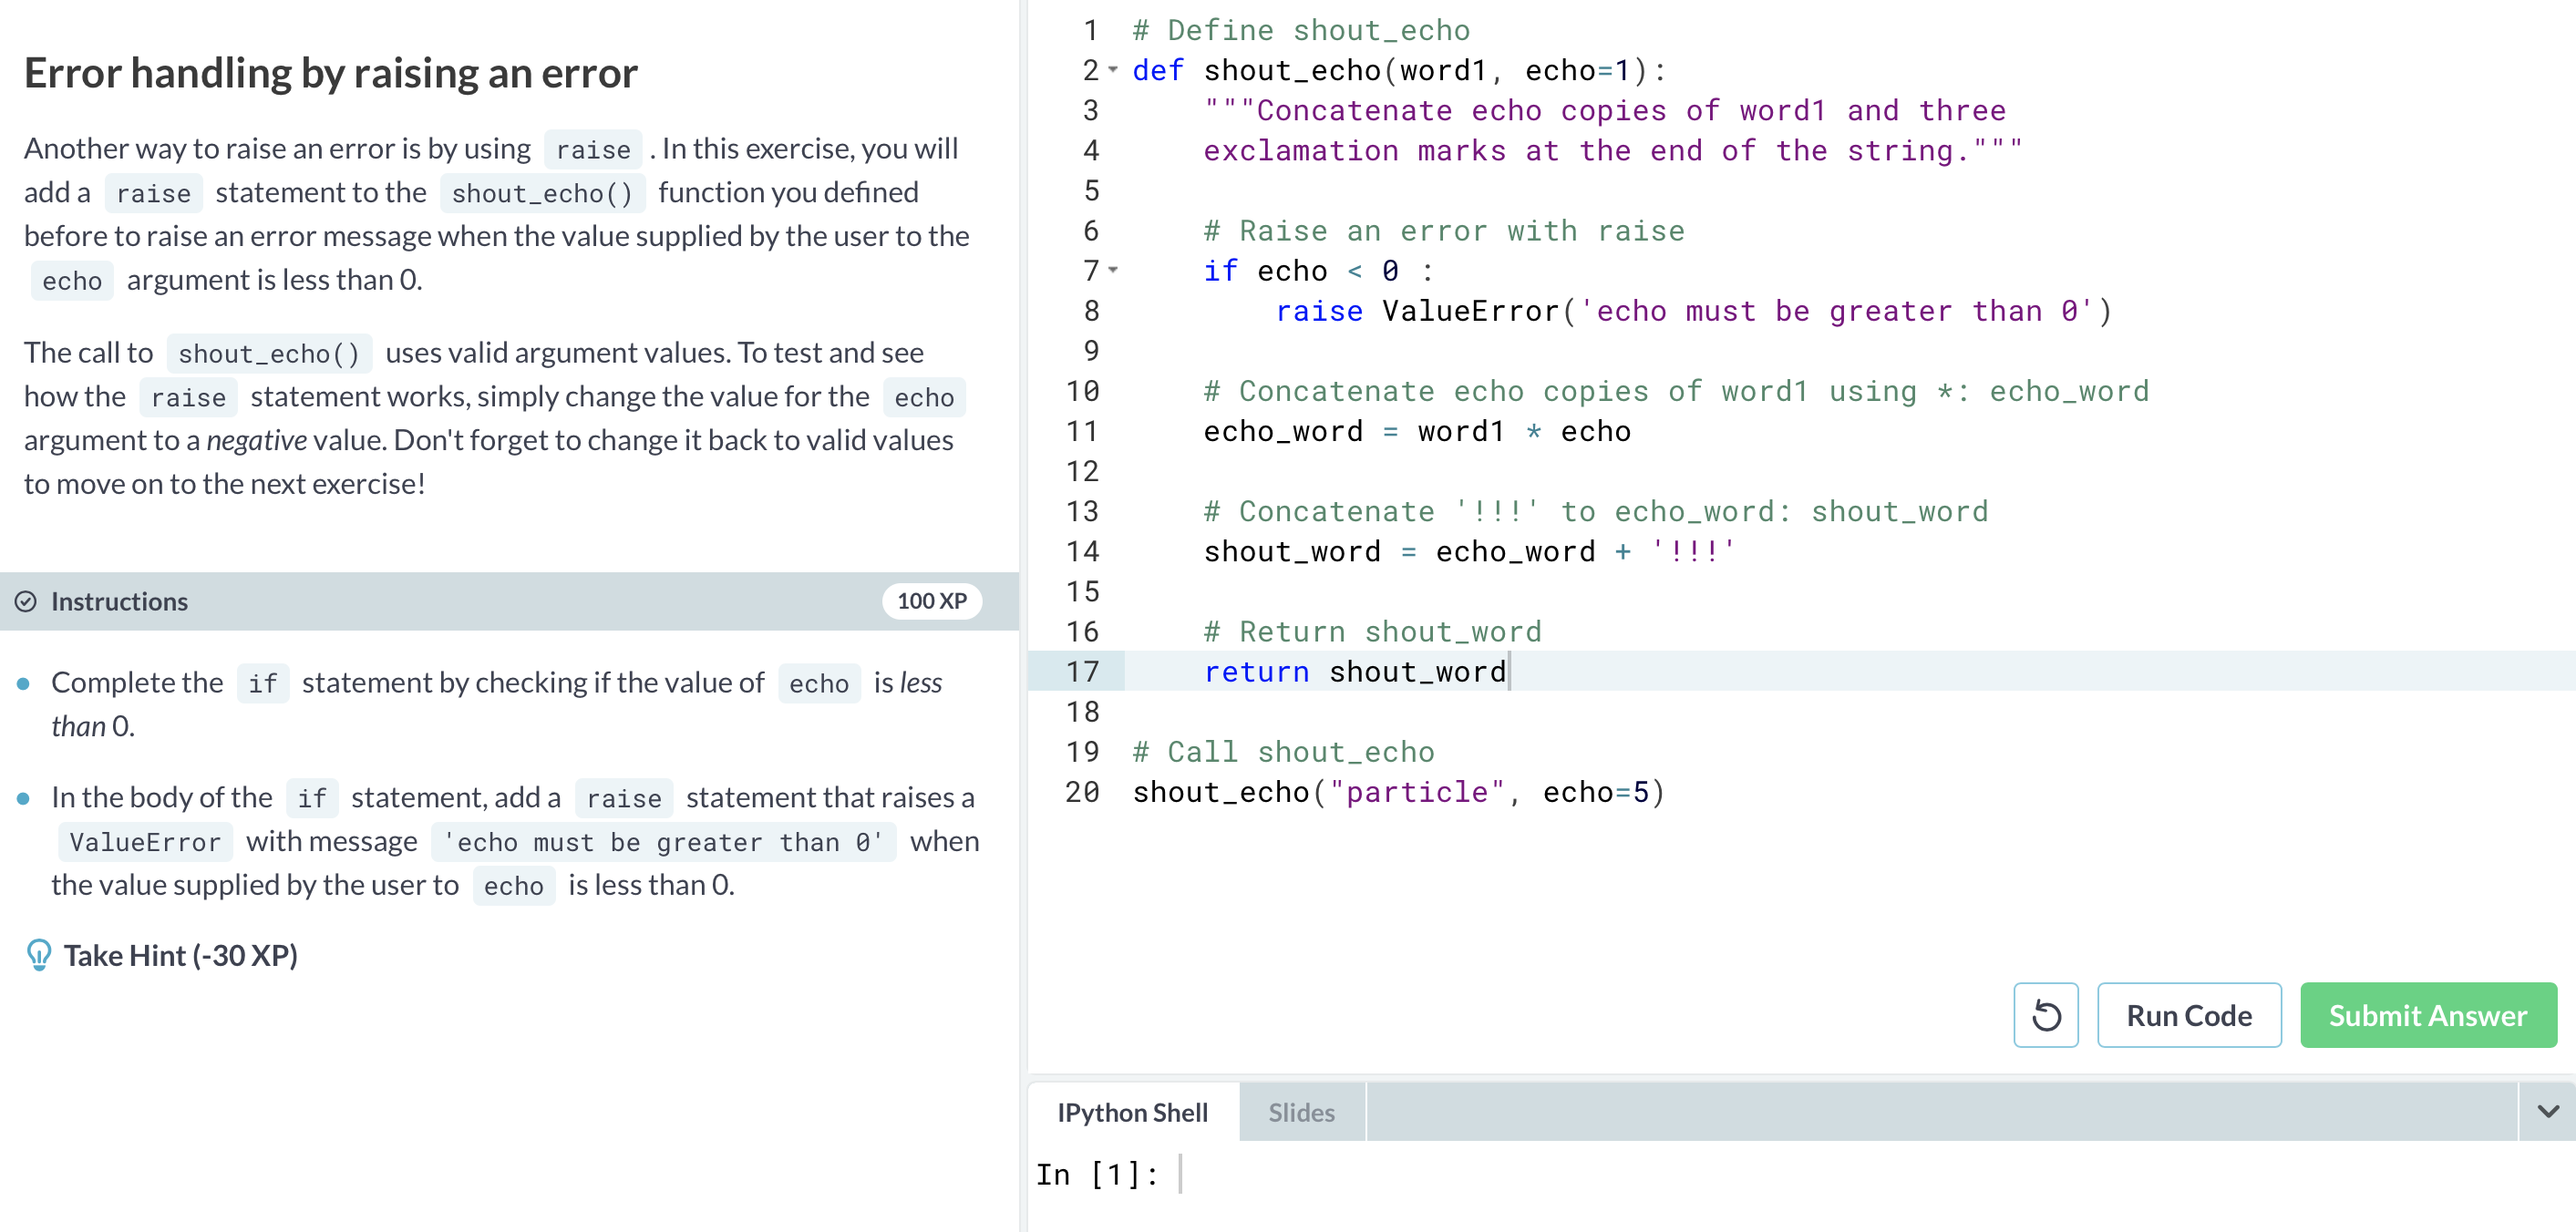 Error handling by raising an error
Another way to raise an error is by using raise . In this exercise, you will
add a raise statement to the shout_echo() function you defined
before to raise an error message when the value supplied by the user to the
echo argument is less than 0.
The call to shout_echo() uses valid argument values. To test and see
how the raise statement works, simply change the value for the echo
argument to a negative value. Don't forget to change it back to valid values
to move on to the next exercise!
Instructions
100 XP
Complete the if statement by checking if the value of echo is less
than 0.
In the body of the if statement, add a raise statement that raises a
ValueError with message 'echo must be greater than 0' when
the value supplied by the user to echo is less than 0.
Take Hint (-30 XP)
1 # Define shout_echo
2 def shout_echo(word1, echo=1):
3     """Concatenate echo copies of word1 and three
4     exclamation marks at the end of the string."""
5
6     # Raise an error with raise
7     if echo < 0 :
8         raise ValueError('echo must be greater than 0')
9
10     # Concatenate echo copies of word1 using *: echo_word
11     echo_word = word1 * echo
12
13     # Concatenate '!!!' to echo_word: shout_word
14     shout_word = echo_word + '!!!'
15
16     # Return shout_word
17     return shout_word
18
19 # Call shout_echo
20 shout_echo("particle", echo=5)
Run Code
Submit Answer
IPython Shell
Slides
In [1]: